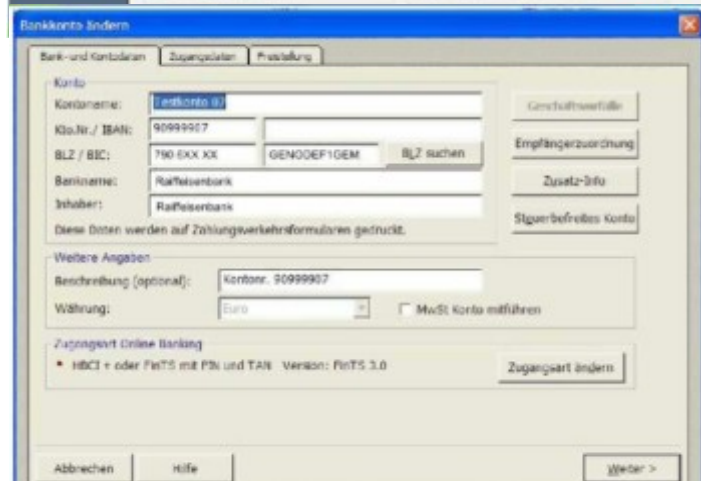 Bankkonto ändern
Bank- und Kontodaten Zugangsdaten Freistellung
Konto
Kontoname: Testkonto 07
Kto.Nr./ IBAN: 90999907
BLZ / BIC: 790 6XX XX GENODEF1GEM BLZ suchen
Bankname: Raiffeisenbank
Inhaber: Raiffeisenbank
Diese Daten werden auf Zahlungsverkehrsformularen gedruckt.
Geschäftsvorfälle
Empfängerzuordnung
Zusatz-Info
Steuerbefreites Konto
Weitere Angaben
Beschreibung (optional): Kontonr. 90999907
Währung: Euro MwSt Konto mitführen
Zugangsart Online Banking
* HBCI + oder FinTS mit PIN und TAN Version: FinTS 3.0 Zugangsart ändern
Abbrechen Hilfe Weiter >